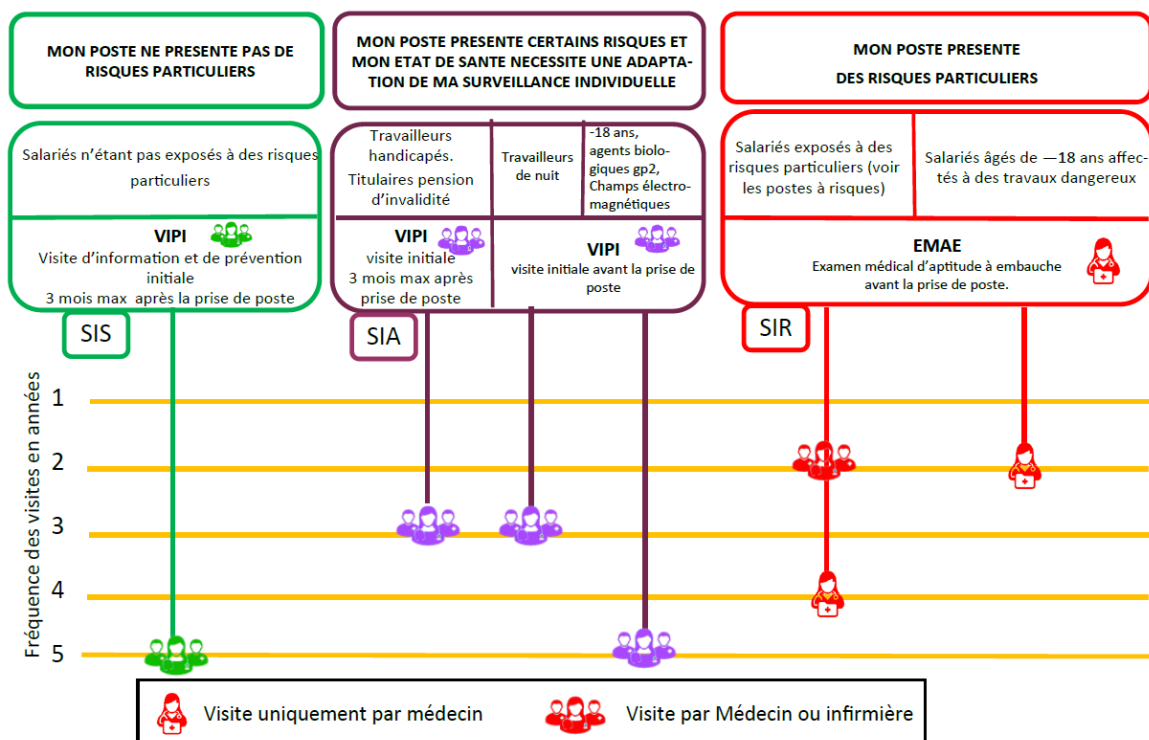 MON POSTE NE PRESENTE PAS DE
RISQUES PARTICULIERS
MON POSTE PRESENTE CERTAINS RISQUES ET
MON ETAT DE SANTE NECESSITE UNE ADAPTA-
TION DE MA SURVEILLANCE INDIVIDUELLE
MON POSTE PRESENTE
DES RISQUES PARTICULIERS
Salariés n’étant pas exposés à des risques
particuliers
VIPI
Visite d’information et de prévention
initiale
3 mois max après la prise de poste
Travailleurs
handicapés.
Titulaires pension
d’invalidité
Travailleurs
de nuit
-18 ans,
agents biolo-
giques gp2,
Champs électro-
magnétiques
VIPI
visite initiale
3 mois max après
prise de poste
VIPI
visite initiale avant la prise de
poste
Salariés exposés à des
risques particuliers (voir
les postes à risques)
Salariés âgés de —18 ans affec-
tés à des travaux dangereux
EMAE
Examen médical d’aptitude à embauche
avant la prise de poste.
SIS
SIA
SIR
Fréquence des visites en années
1
2
3
4
5
Visite uniquement par médecin
Visite par Médecin ou infirmière